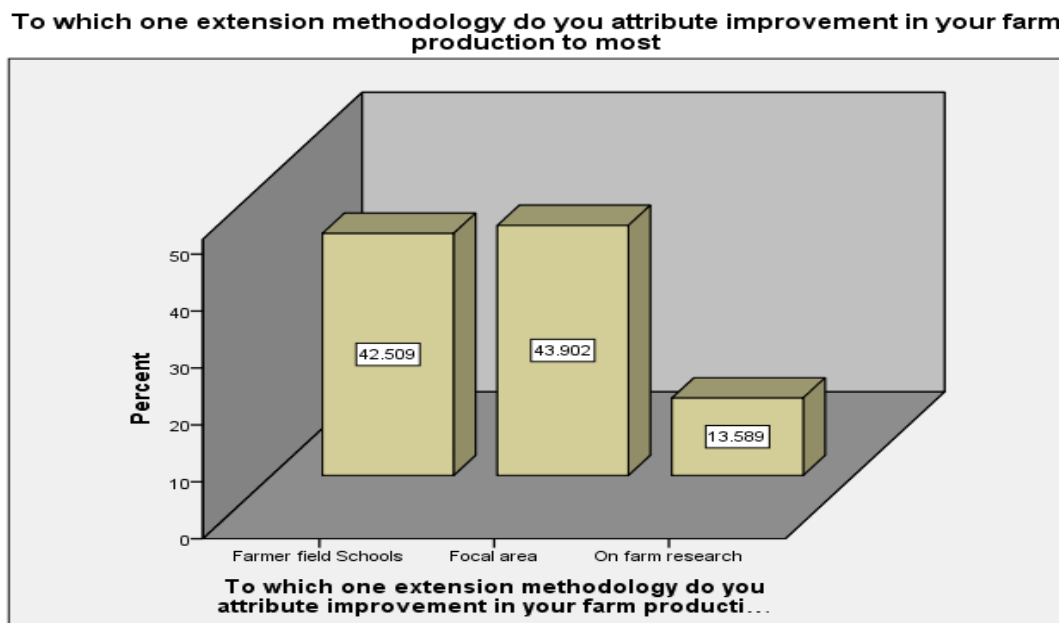 To which one extension methodology do you attribute improvement in your farm
production to most
50
40
30
20
10
0
Percent
42.509
43.902
13.589
Farmer field Schools
Focal area
On farm research
To which one extension methodology do you
attribute improvement in your farm producti...